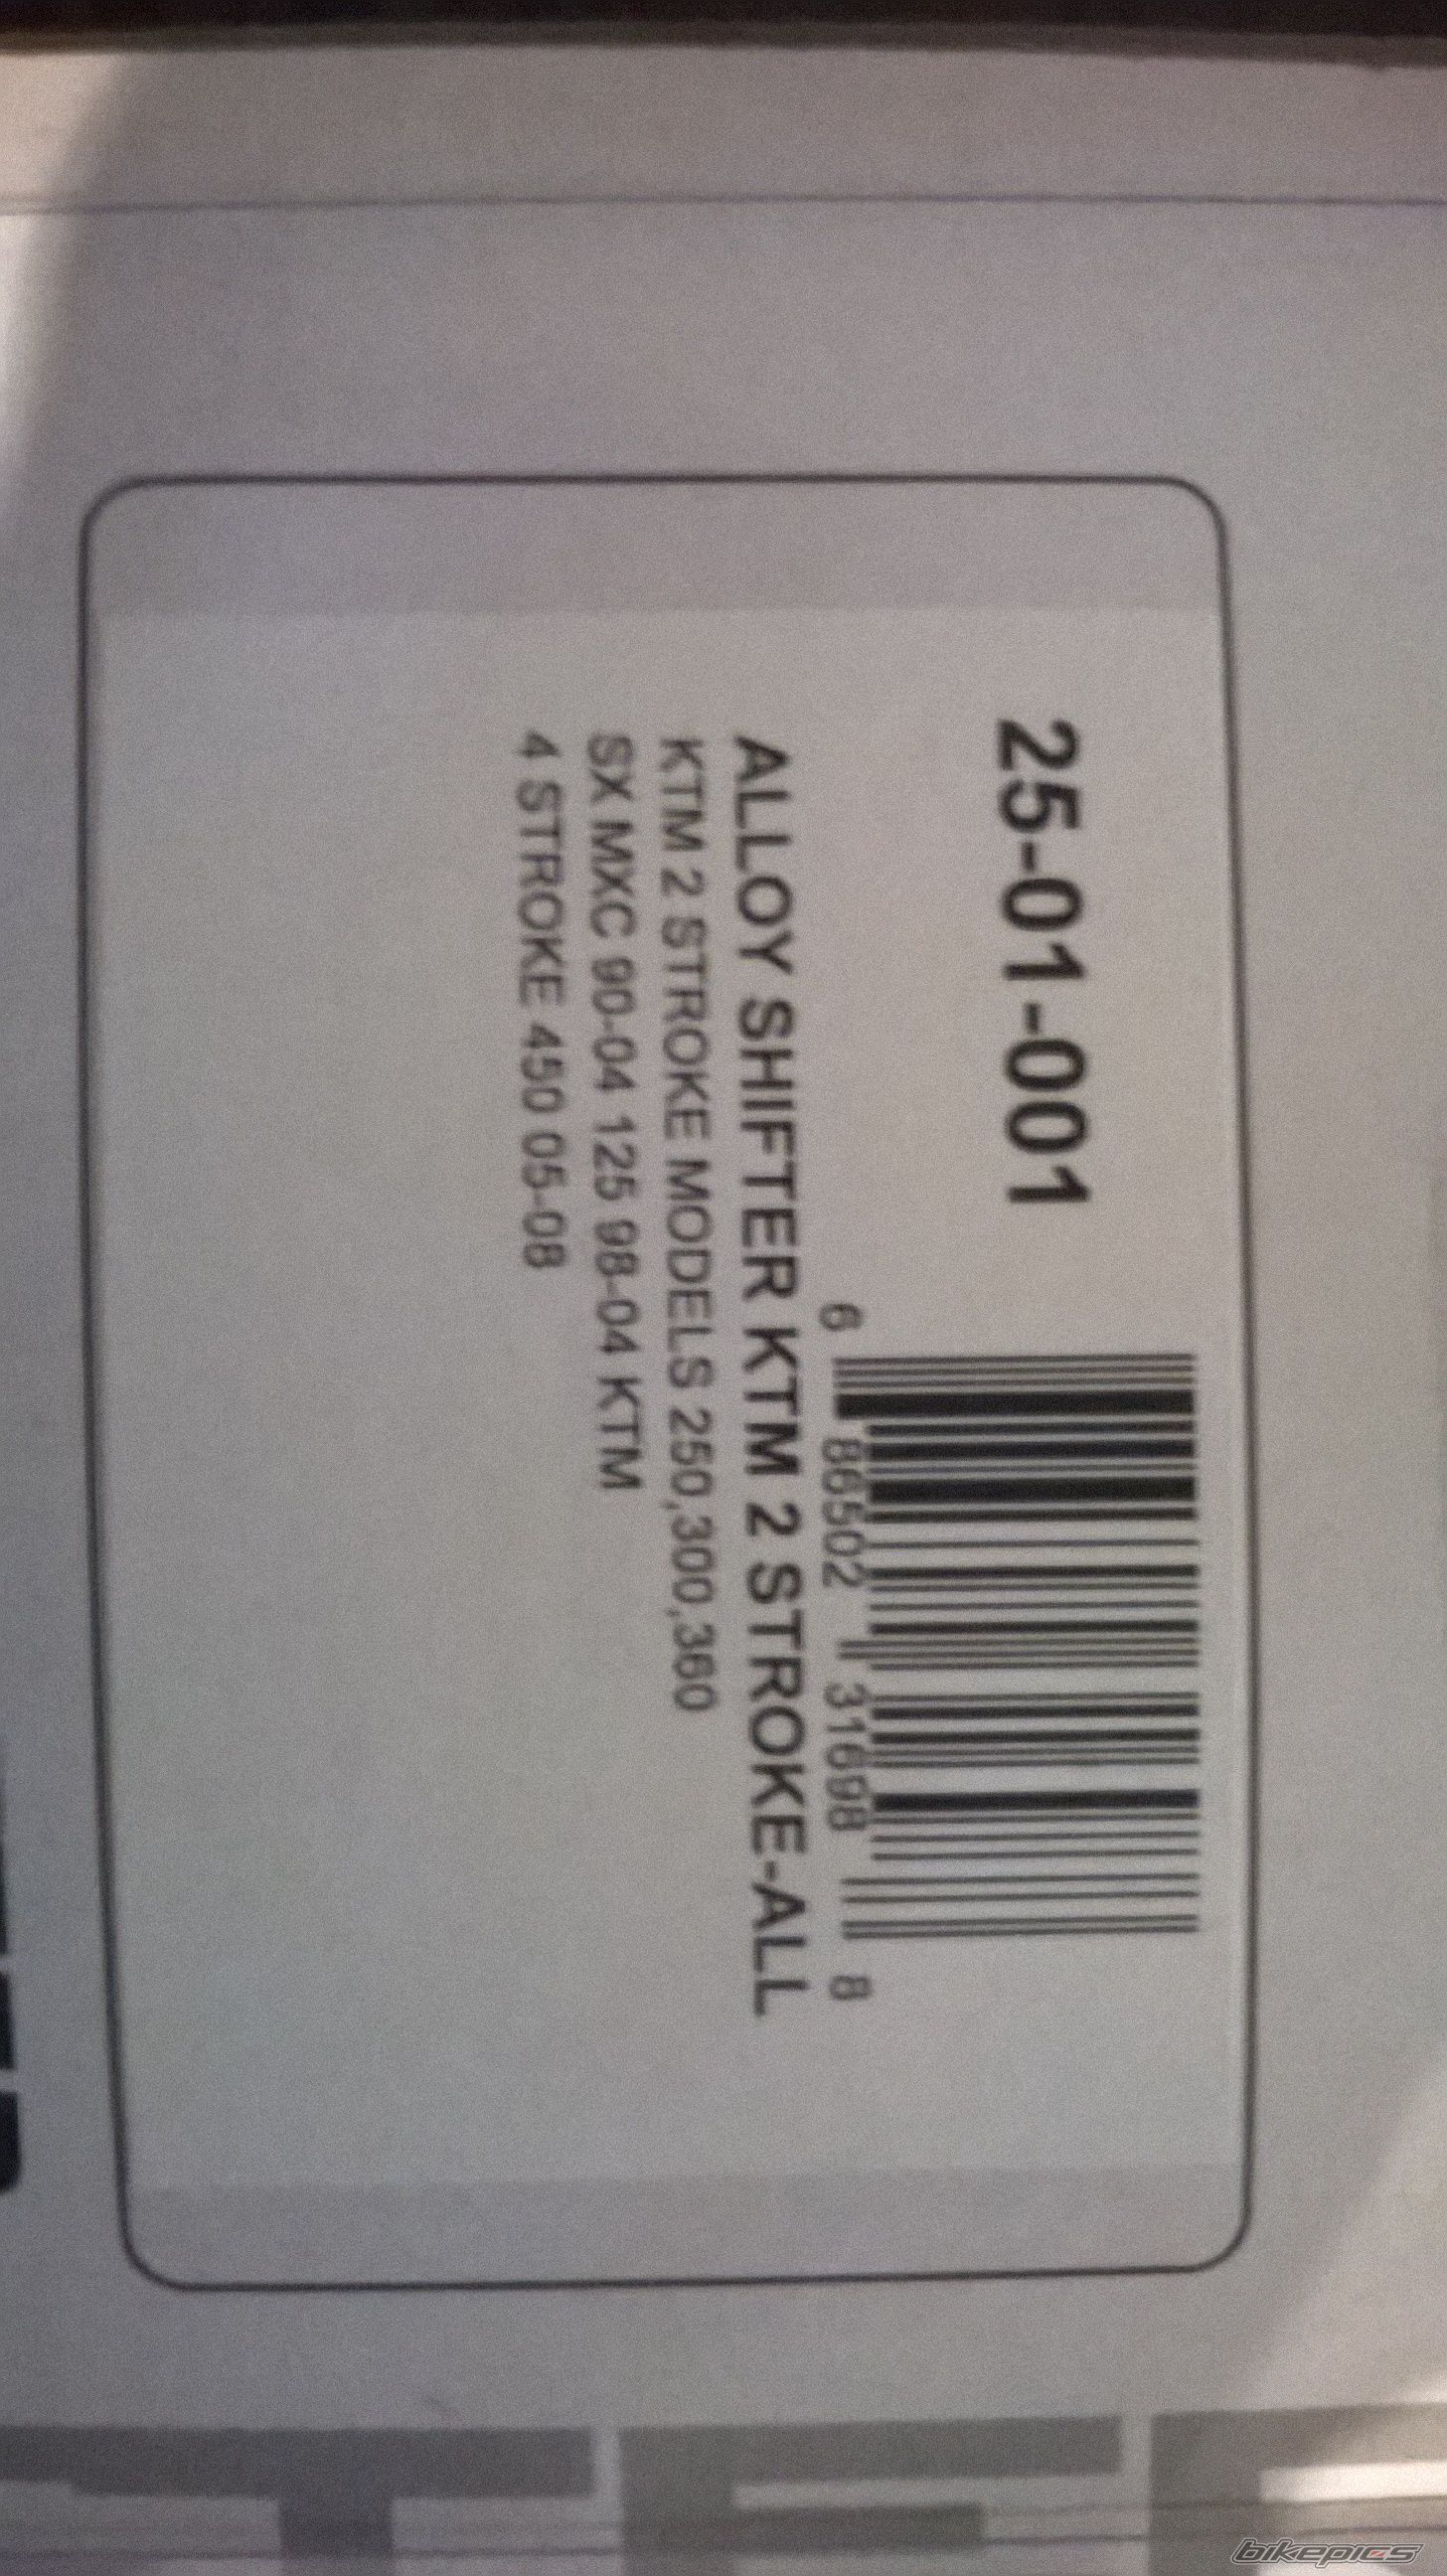 25-01-001
6 86502 31698 8
ALLOY SHIFTER KTM 2 STROKE-ALL
KTM 2 STROKE MODELS 250,300,360
SX MXC 90-04 125 98-04 KTM
4 STROKE 450 05-08
bikepics